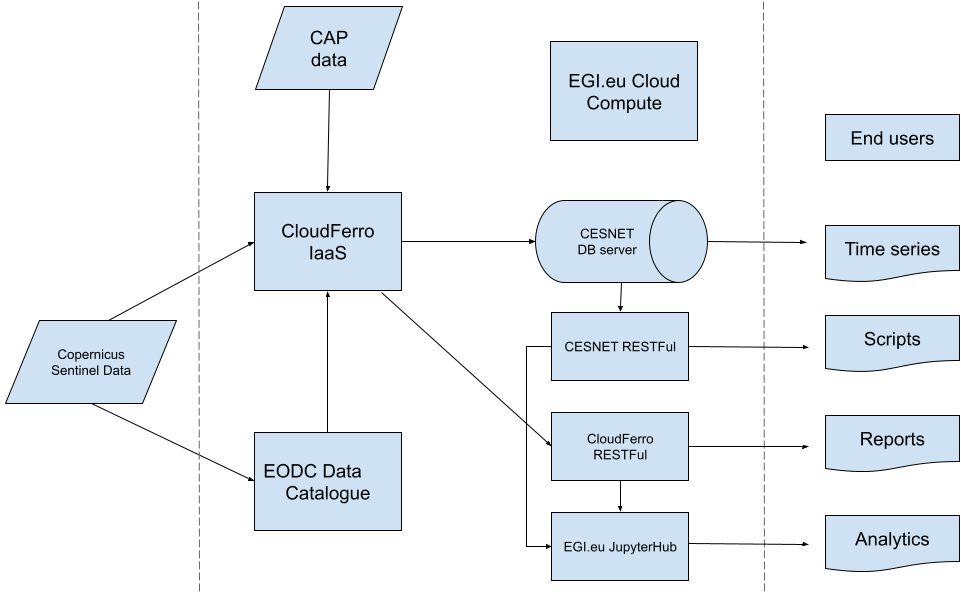 CAP
data
EGI.eu Cloud
Compute
End users
CloudFerro
IaaS
CESNET
DB server
Time series
Copernicus
Sentinel Data
CESNET RESTFul
Scripts
EODC Data
Catalogue
CloudFerro
RESTFul
Reports
EGI.eu JupyterHub
Analytics